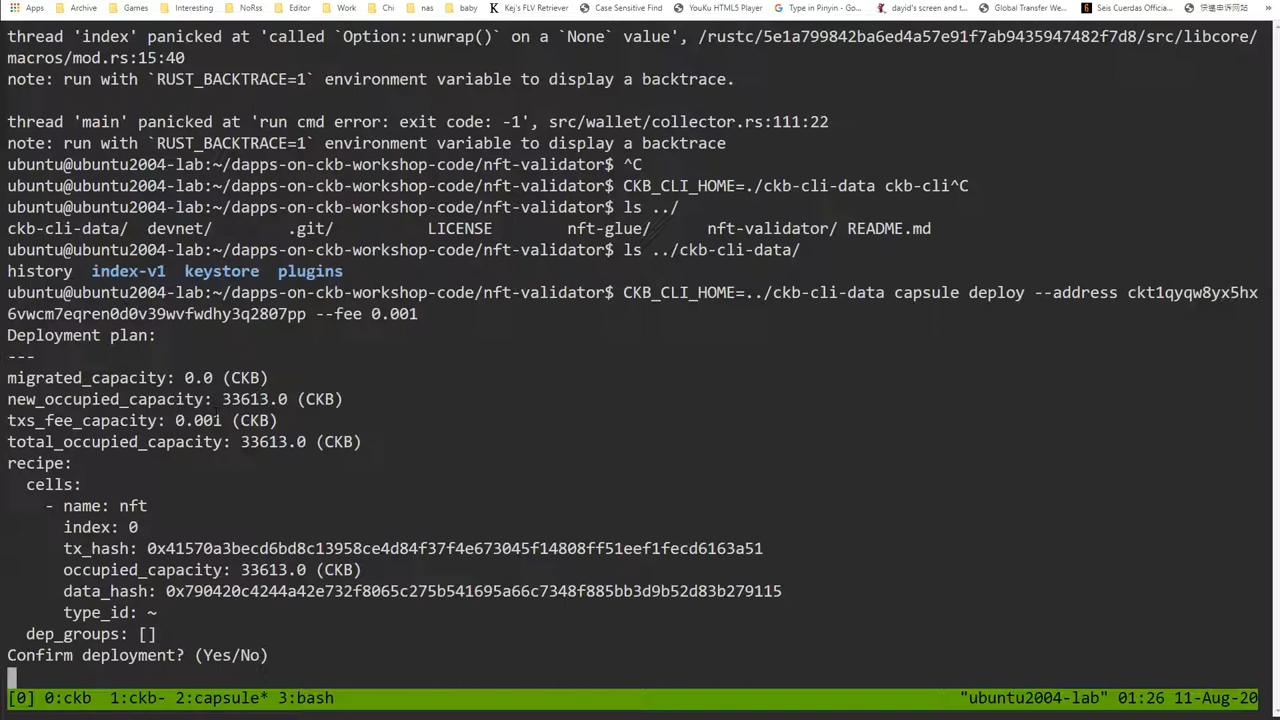 Apps Archive Games Interesting NoRss Editor Work Chi nas baby Kej's FLV Retriever Case Sensitive Find YouKu HTML5 Player Type in Pinyin - Goog... dayid's screen and t... Global Transfer We... Seis Cuerdas Oficia... 快递申诉网站 »
thread 'index' panicked at 'called `Option::unwrap()` on a `None` value', /rustc/5e1a799842ba6ed4a57e91f7ab9435947482f7d8/src/libcore/
macros/mod.rs:15:40
note: run with `RUST_BACKTRACE=1` environment variable to display a backtrace.
thread 'main' panicked at 'run cmd error: exit code: -1', src/wallet/collector.rs:111:22
note: run with `RUST_BACKTRACE=1` environment variable to display a backtrace
ubuntu@ubuntu2004-lab:~/dapps-on-ckb-workshop-code/nft-validator$ ^C
ubuntu@ubuntu2004-lab:~/dapps-on-ckb-workshop-code/nft-validator$ CKB_CLI_HOME=./ckb-cli-data ckb-cli^C
ubuntu@ubuntu2004-lab:~/dapps-on-ckb-workshop-code/nft-validator$ ls ../
ckb-cli-data/ devnet/ .git/ LICENSE nft-glue/ nft-validator/ README.md
ubuntu@ubuntu2004-lab:~/dapps-on-ckb-workshop-code/nft-validator$ ls ../ckb-cli-data/
history index-v1 keystore plugins
ubuntu@ubuntu2004-lab:~/dapps-on-ckb-workshop-code/nft-validator$ CKB_CLI_HOME=../ckb-cli-data capsule deploy --address ckt1qyqw8yx5hx
6vwcm7eqren0d0v39wvfwdhy3q2807pp --fee 0.001
Deployment plan:
---
migrated_capacity: 0.0 (CKB)
new_occupied_capacity: 33613.0 (CKB)
txs_fee_capacity: 0.001 (CKB)
total_occupied_capacity: 33613.0 (CKB)
recipe:
cells:
- name: nft
index: 0
tx_hash: 0x41570a3becd6bd8c13958ce4d84f37f4e673045f14808ff51eef1fecd6163a51
occupied_capacity: 33613.0 (CKB)
data_hash: 0x790420c4244a42e732f8065c275b541695a66c7348f885bb3d9b52d83b279115
type_id: ~
dep_groups: []
Confirm deployment? (Yes/No)
[0] 0:ckb 1:ckb- 2:capsule* 3:bash "ubuntu2004-lab" 01:26 11-Aug-20